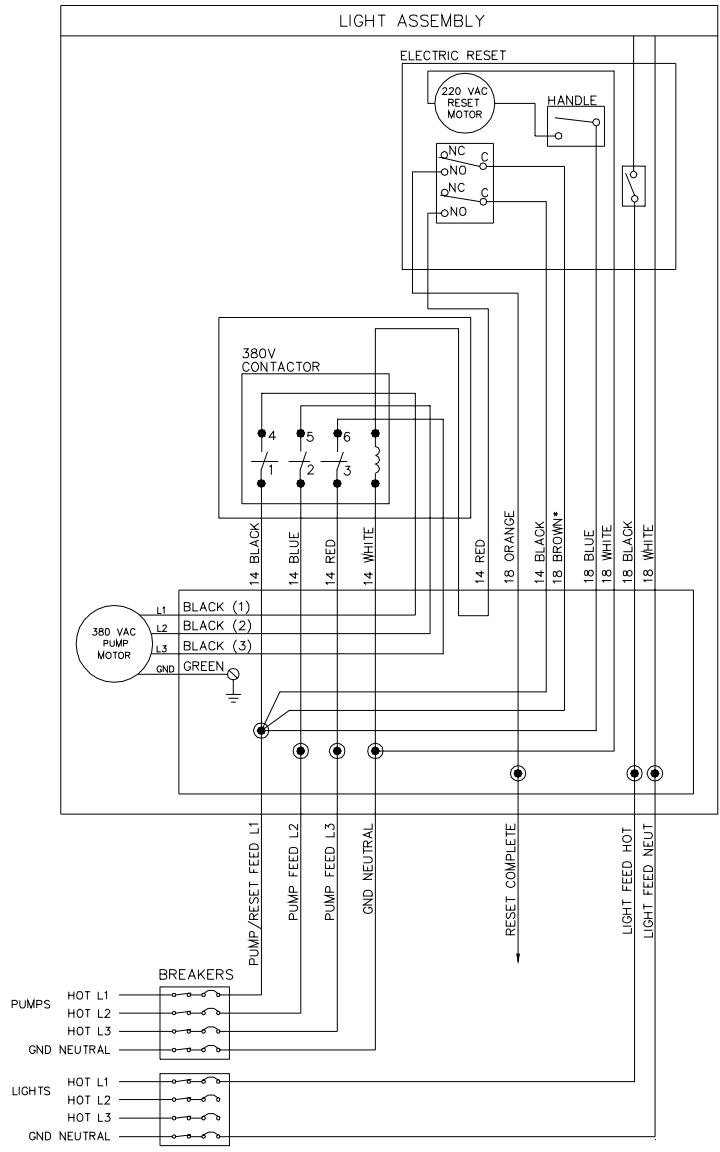 LIGHT ASSEMBLY
ELECTRIC RESET
220 VAC
RESET
MOTOR
HANDLE
NC
C
NO
NC
C
NO
380V
CONTACTOR
4
5
6
1
2
3
14 BLACK
14 BLUE
14 RED
14 WHITE
14 RED
18 ORANGE
14 BLACK
18 BROWN*
18 BLUE
18 WHITE
18 BLACK
18 WHITE
380 VAC
PUMP
MOTOR
L1 BLACK (1)
L2 BLACK (2)
L3 BLACK (3)
GND GREEN
PUMP/RESET FEED L1
PUMP FEED L2
PUMP FEED L3
GND NEUTRAL
RESET COMPLETE
LIGHT FEED HOT
LIGHT FEED NEUT
BREAKERS
PUMPS
HOT L1
HOT L2
HOT L3
GND NEUTRAL
LIGHTS
HOT L1
HOT L2
HOT L3
GND NEUTRAL